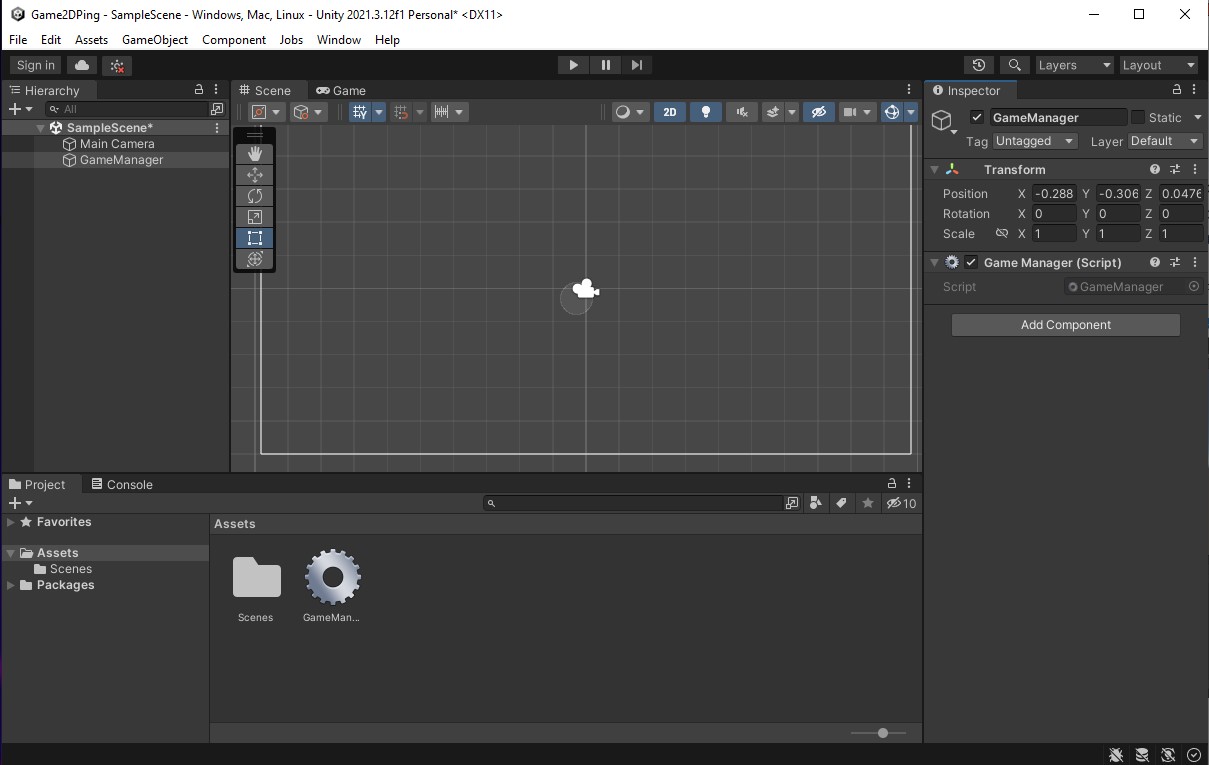 Game2DPing - SampleScene - Windows, Mac, Linux - Unity 2021.3.12f1 Personal* <DX11>
File Edit Assets GameObject Component Jobs Window Help
Sign in
Layers
Layout
Hierarchy
All
SampleScene*
Main Camera
GameManager
Scene
Game
2D
Inspector
GameManager
Static
Tag Untagged Layer Default
Transform
Position X -0.288 Y -0.306 Z 0.0476
Rotation X 0 Y 0 Z 0
Scale X 1 Y 1 Z 1
Game Manager (Script)
Script GameManager
Add Component
Project
Console
10
Favorites
Assets
Scenes
Packages
Assets
Scenes
GameMan...